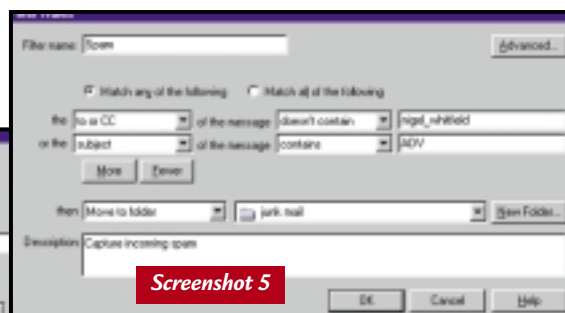 Filter name: Spam Advanced...
Match any of the following Match all of the following
the to or CC of the message doesn't contain nigel_whitfield
or the subject of the message contains ADV
More Fewer
then Move to folder junk mail New Folder...
Description Capture incoming spam
Screenshot 5
OK Cancel Help